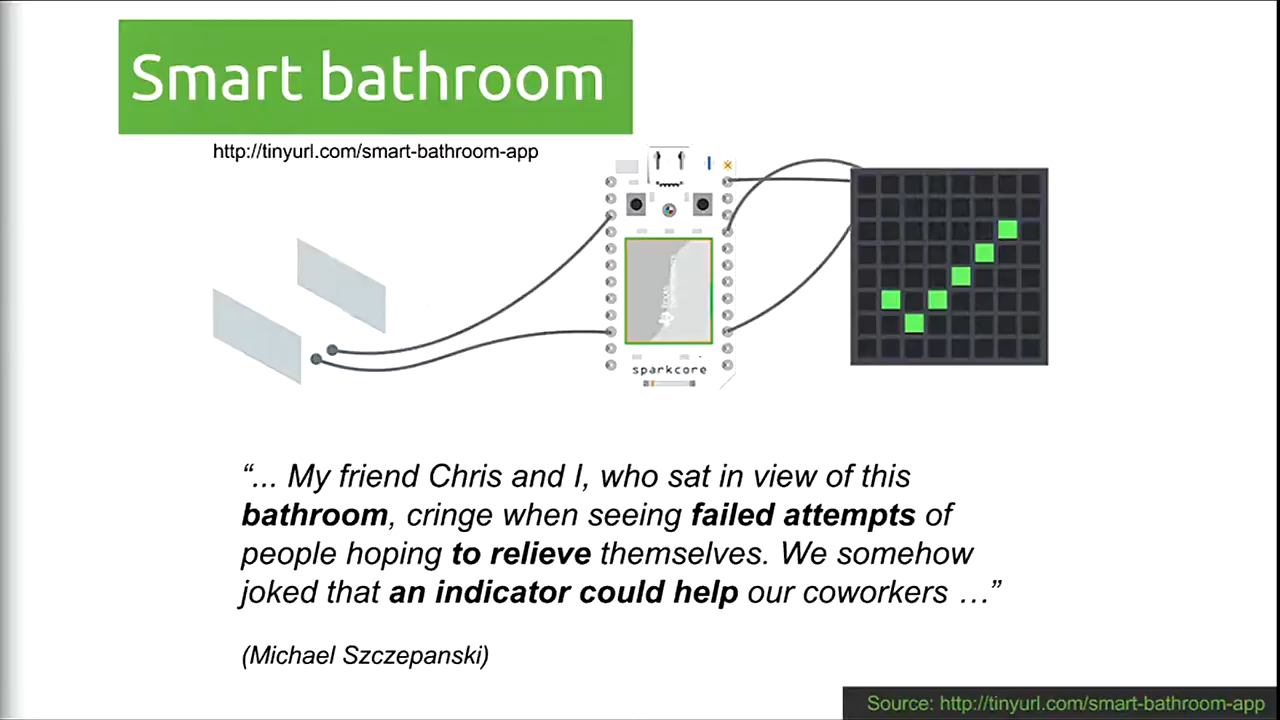 Smart bathroom
http://tinyurl.com/smart-bathroom-app
sparkcore
“... My friend Chris and I, who sat in view of this
bathroom, cringe when seeing failed attempts of
people hoping to relieve themselves. We somehow
joked that an indicator could help our coworkers …”
(Michael Szczepanski)
Source: http://tinyurl.com/smart-bathroom-app